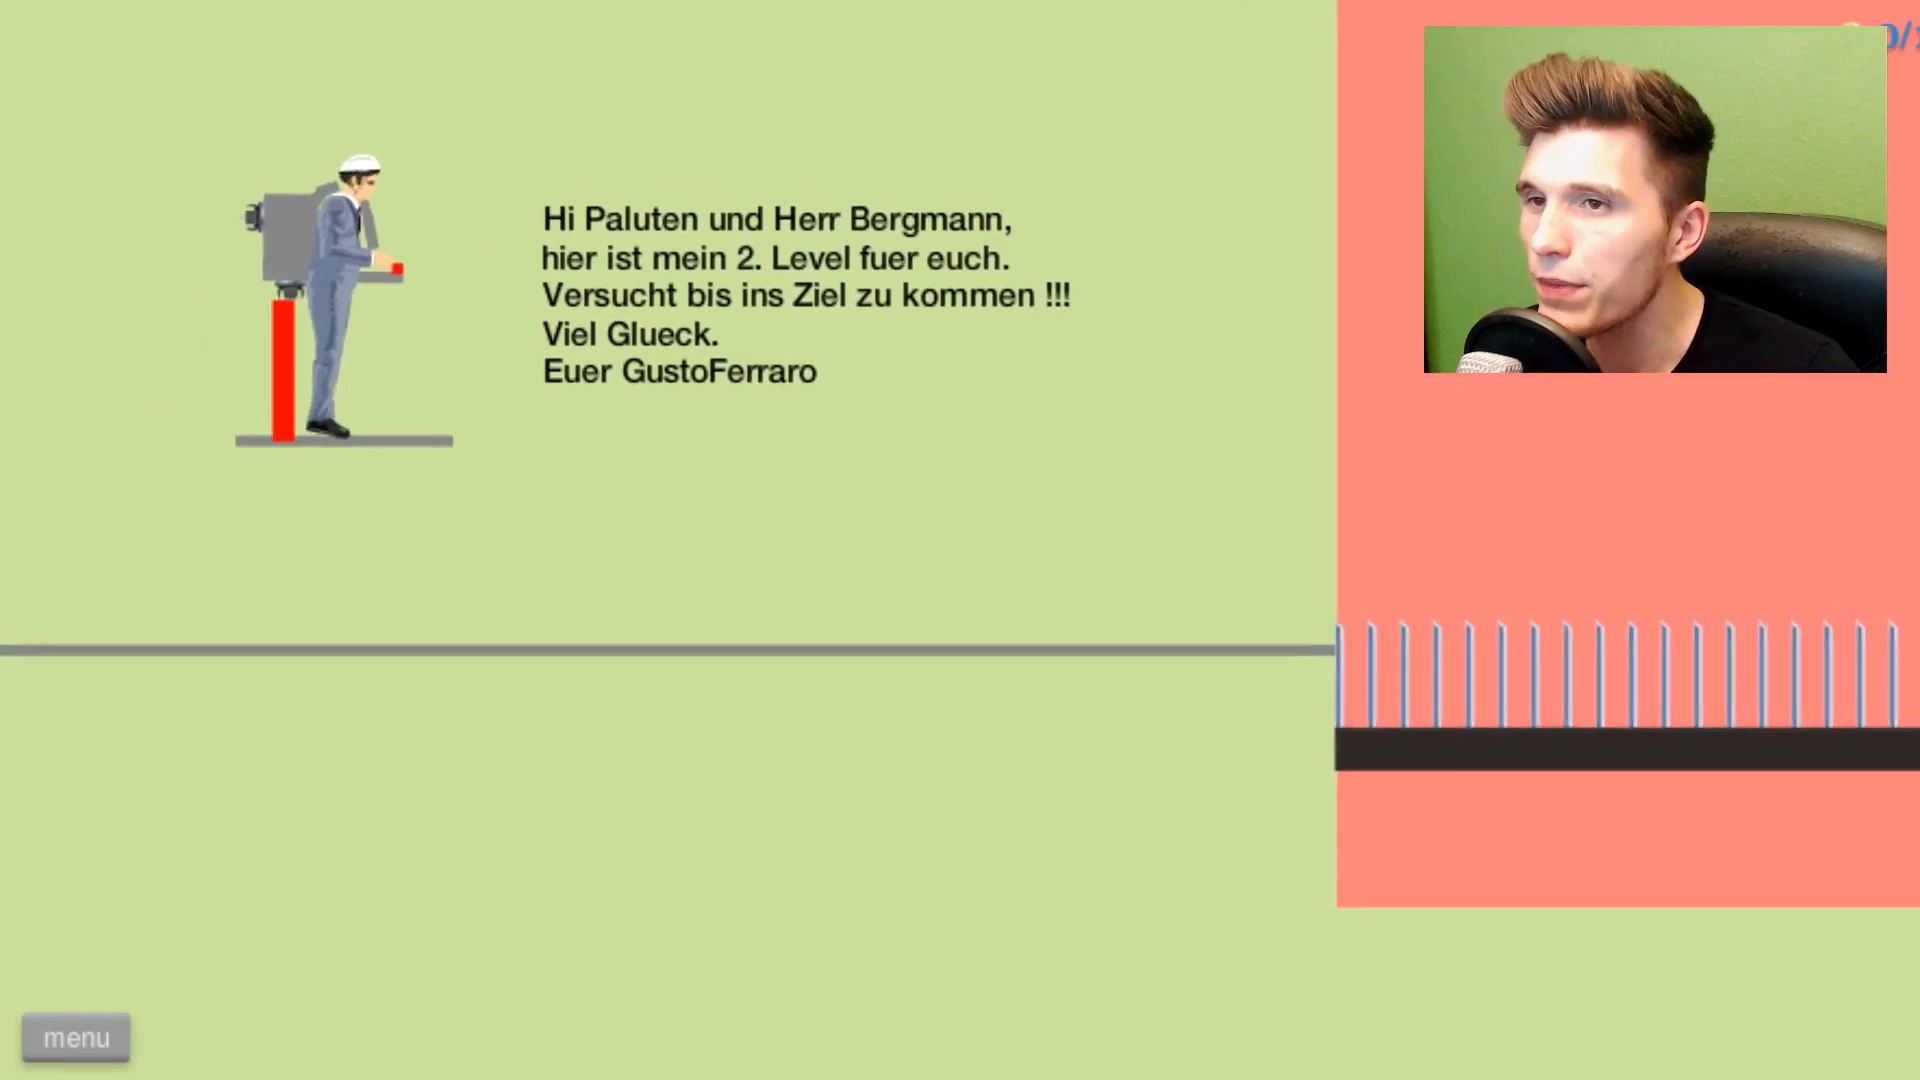 Hi Paluten und Herr Bergmann,
hier ist mein 2. Level fuer euch.
Versucht bis ins Ziel zu kommen !!!
Viel Glueck.
Euer GustoFerraro
menu